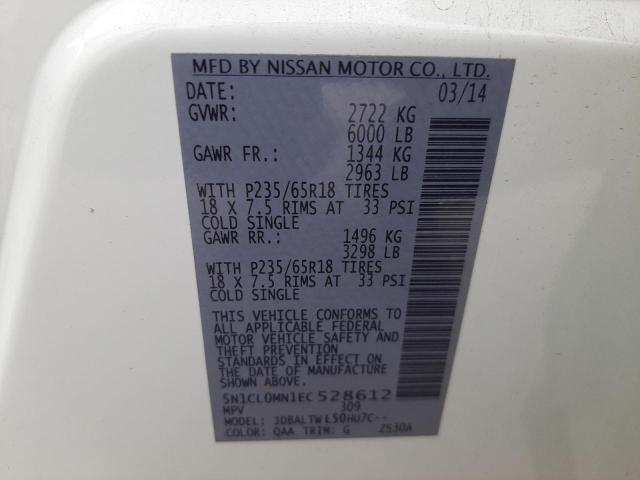 MFD BY NISSAN MOTOR CO., LTD.
DATE: 03/14
GVWR: 2722 KG
6000 LB
GAWR FR.: 1344 KG
2963 LB
WITH P235/65R18 TIRES
18 X 7.5 RIMS AT 33 PSI
COLD SINGLE
GAWR RR.: 1496 KG
3298 LB
WITH P235/65R18 TIRES
18 X 7.5 RIMS AT 33 PSI
COLD SINGLE
THIS VEHICLE CONFORMS TO
ALL APPLICABLE FEDERAL
MOTOR VEHICLE SAFETY AND
THEFT PREVENTION
STANDARDS IN EFFECT ON
THE DATE OF MANUFACTURE
SHOWN ABOVE.
5N1CL0MN1EC528612
MPV 309
MODEL: JDBALTWL50HU7C--
COLOR: QAA TRIM: G ZS30A